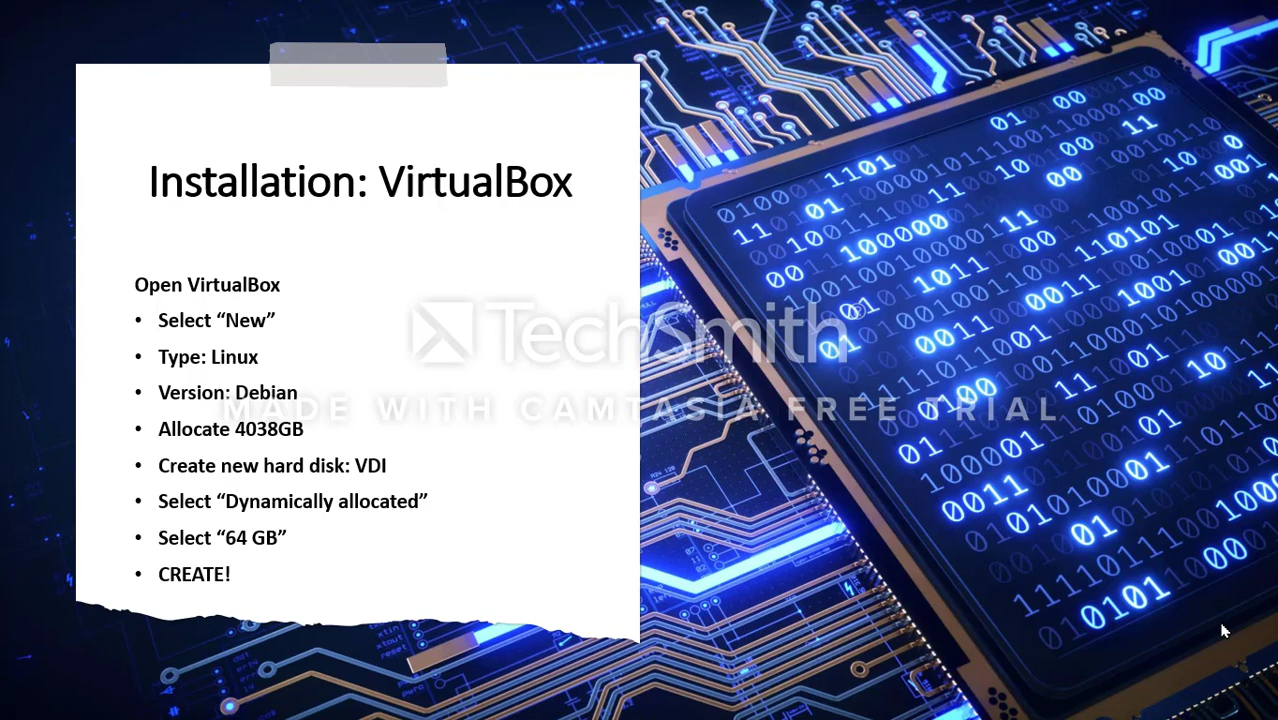 Installation: VirtualBox
Open VirtualBox
• Select “New”
• Type: Linux
• Version: Debian
• Allocate 4038GB
• Create new hard disk: VDI
• Select “Dynamically allocated”
• Select “64 GB”
• CREATE!
TechSmith
MADE WITH CAMTASIA FREE TRIAL